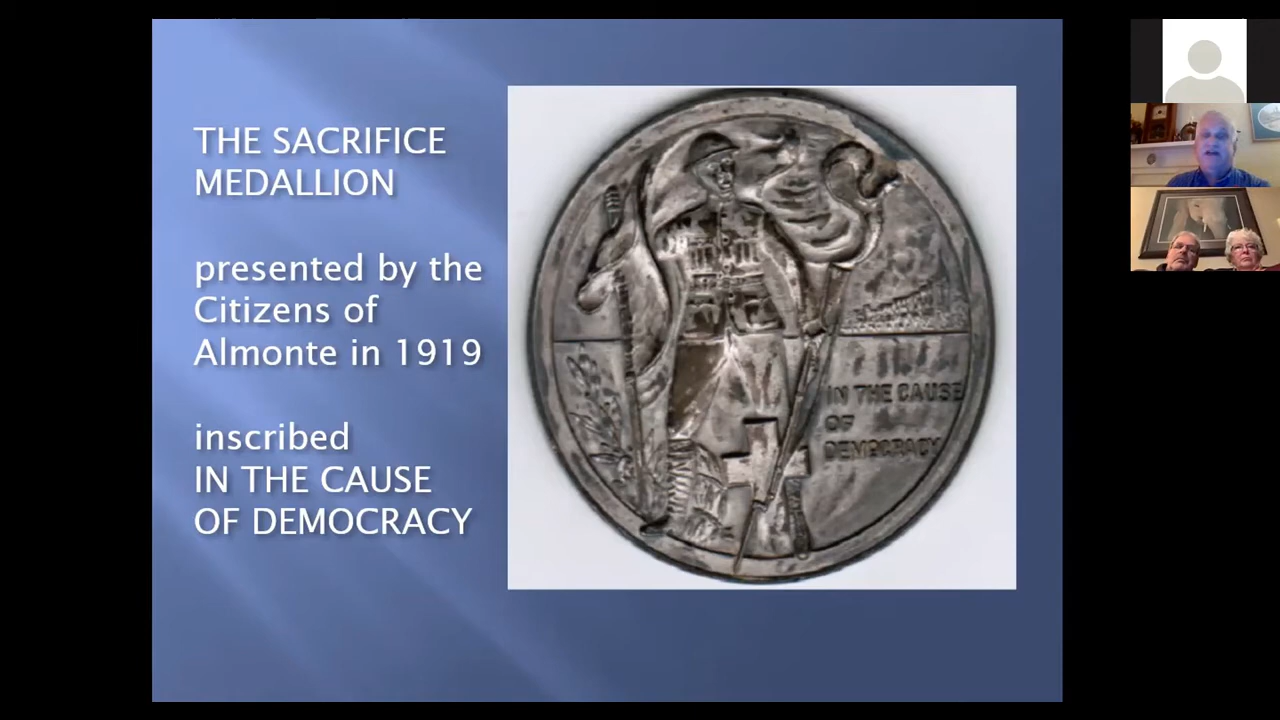 THE SACRIFICE
MEDALLION
presented by the
Citizens of
Almonte in 1919
inscribed
IN THE CAUSE
OF DEMOCRACY
IN THE CAUSE
OF
DEMOCRACY